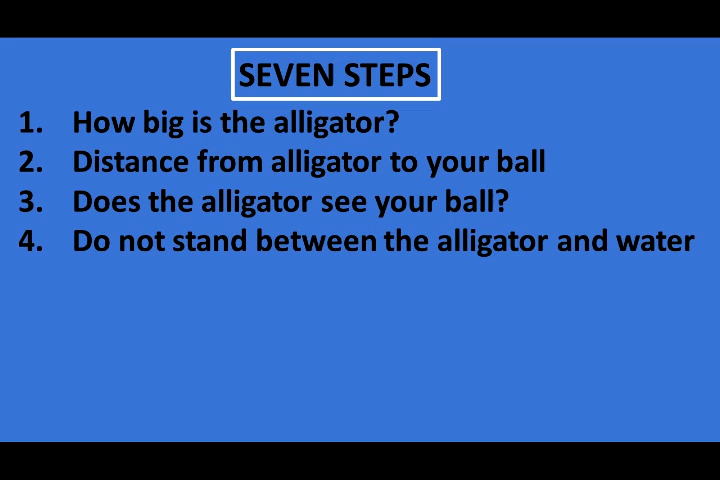 SEVEN STEPS
1. How big is the alligator?
2. Distance from alligator to your ball
3. Does the alligator see your ball?
4. Do not stand between the alligator and water